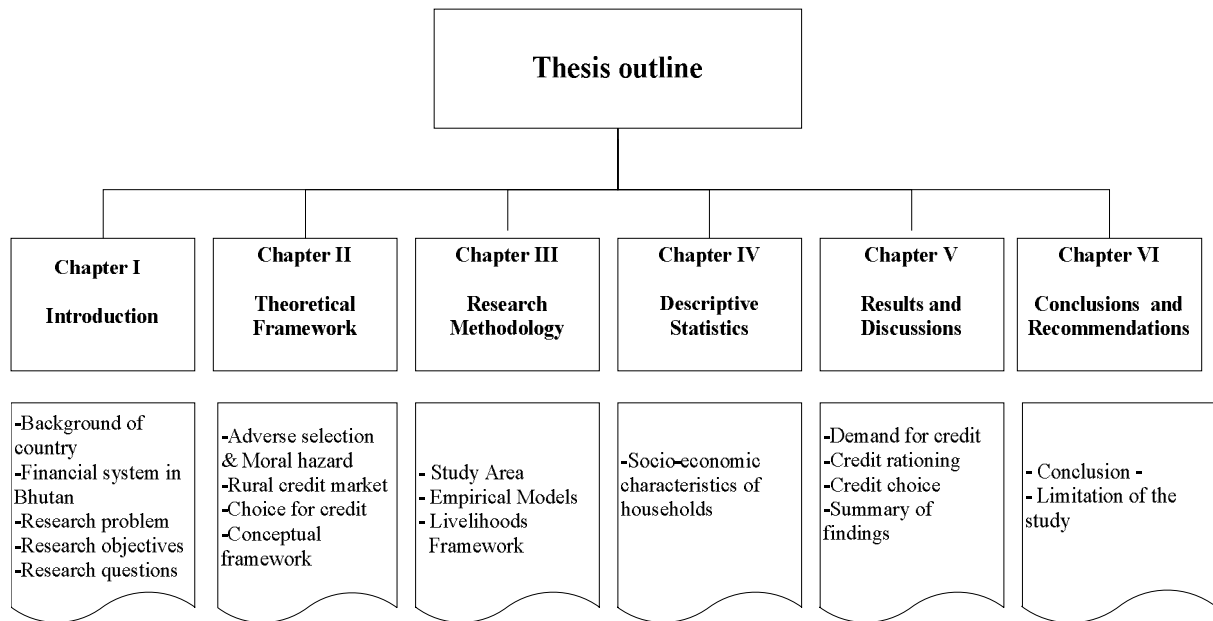 Thesis outline
Chapter I
Introduction
Chapter II
Theoretical
Framework
Chapter III
Research
Methodology
Chapter IV
Descriptive
Statistics
Chapter V
Results and
Discussions
Chapter VI
Conclusions and
Recommendations
-Background of
country
-Financial system in
Bhutan
-Research problem
-Research objectives
-Research questions
-Adverse selection
& Moral hazard
-Rural credit market
-Choice for credit
-Conceptual
framework
- Study Area
- Empirical Models
- Livelihoods
Framework
-Socio-economic
characteristics of
households
-Demand for credit
-Credit rationing
-Credit choice
-Summary of
findings
- Conclusion -
- Limitation of the
study